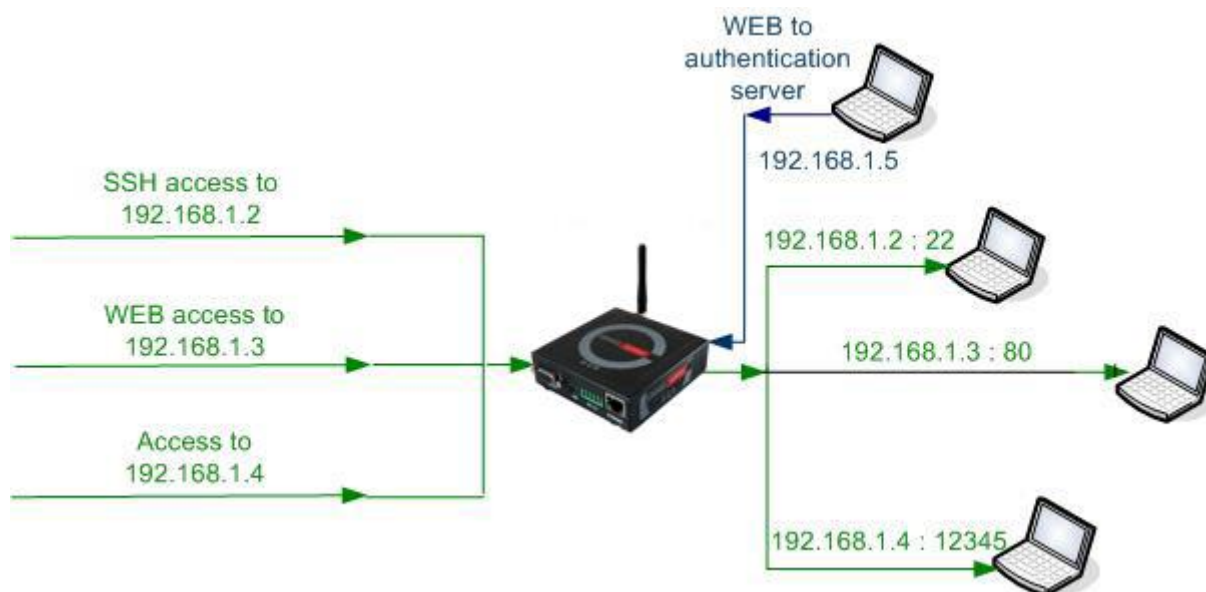 WEB to
authentication
server
192.168.1.5
SSH access to
192.168.1.2
WEB access to
192.168.1.3
Access to
192.168.1.4
192.168.1.2 : 22
192.168.1.3 : 80
192.168.1.4 : 12345